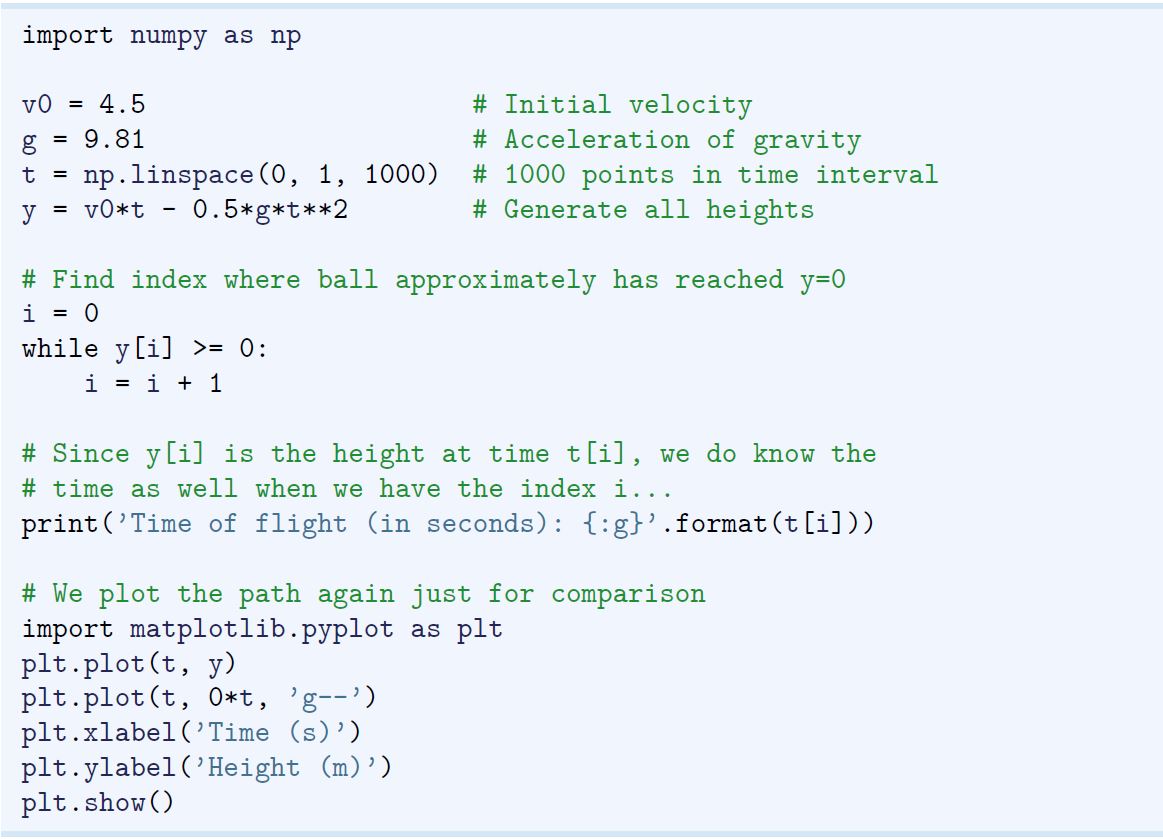 import numpy as np
v0 = 4.5 # Initial velocity
g = 9.81 # Acceleration of gravity
t = np.linspace(0, 1, 1000) # 1000 points in time interval
y = v0*t - 0.5*g*t**2 # Generate all heights
# Find index where ball approximately has reached y=0
i = 0
while y[i] >= 0:
    i = i + 1
# Since y[i] is the height at time t[i], we do know the
# time as well when we have the index i...
print(’Time of flight (in seconds): {:g}’.format(t[i]))
# We plot the path again just for comparison
import matplotlib.pyplot as plt
plt.plot(t, y)
plt.plot(t, 0*t, ’g--’)
plt.xlabel(’Time (s)’)
plt.ylabel(’Height (m)’)
plt.show()